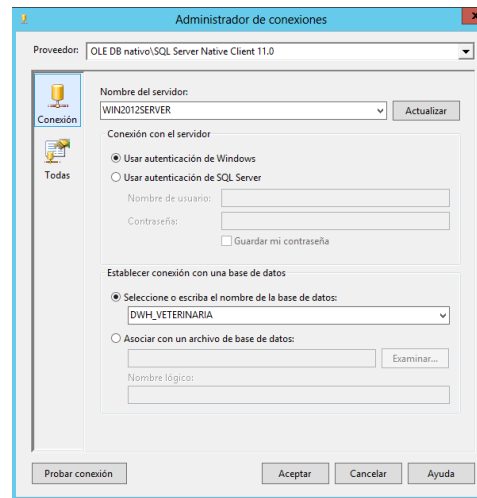 Administrador de conexiones
x
Proveedor: OLE DB nativo\SQL Server Native Client 11.0
Conexión
Todas
Nombre del servidor:
WIN2012SERVER Actualizar
Conexión con el servidor
Usar autenticación de Windows
Usar autenticación de SQL Server
Nombre de usuario:
Contraseña:
Guardar mi contraseña
Establecer conexión con una base de datos
Seleccione o escriba el nombre de la base de datos:
DWH_VETERINARIA
Asociar con un archivo de base de datos:
Examinar...
Nombre lógico:
Probar conexión Aceptar Cancelar Ayuda